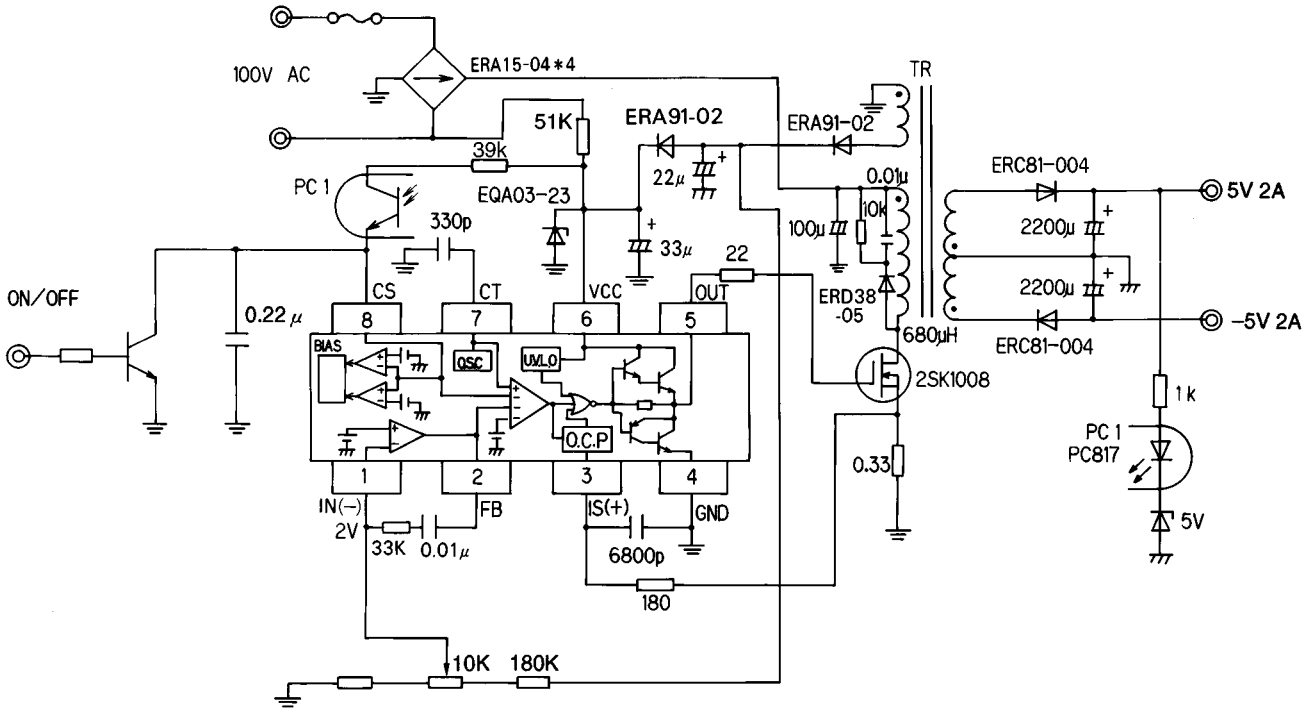 100V AC
ERA15-04*4
TR
51K
ERA91-02
ERA91-02
39k
PC 1
22μ
+
EQA03-23
0.01μ
ERC81-004
5V 2A
330p
33μ
+
100μ
10k
2200μ
+
22
ERD38
-05
2200μ
+
ON/OFF
0.22μ
CS
CT
VCC
OUT
8
7
6
5
680μH
ERC81-004
-5V 2A
BIAS
OSC
U.V.L.O
2SK1008
O.C.P
1k
PC 1
PC817
0.33
1
2
3
4
IN(-)
FB
IS(+)
GND
2V
33K
0.01μ
6800p
5V
180
10K
180K